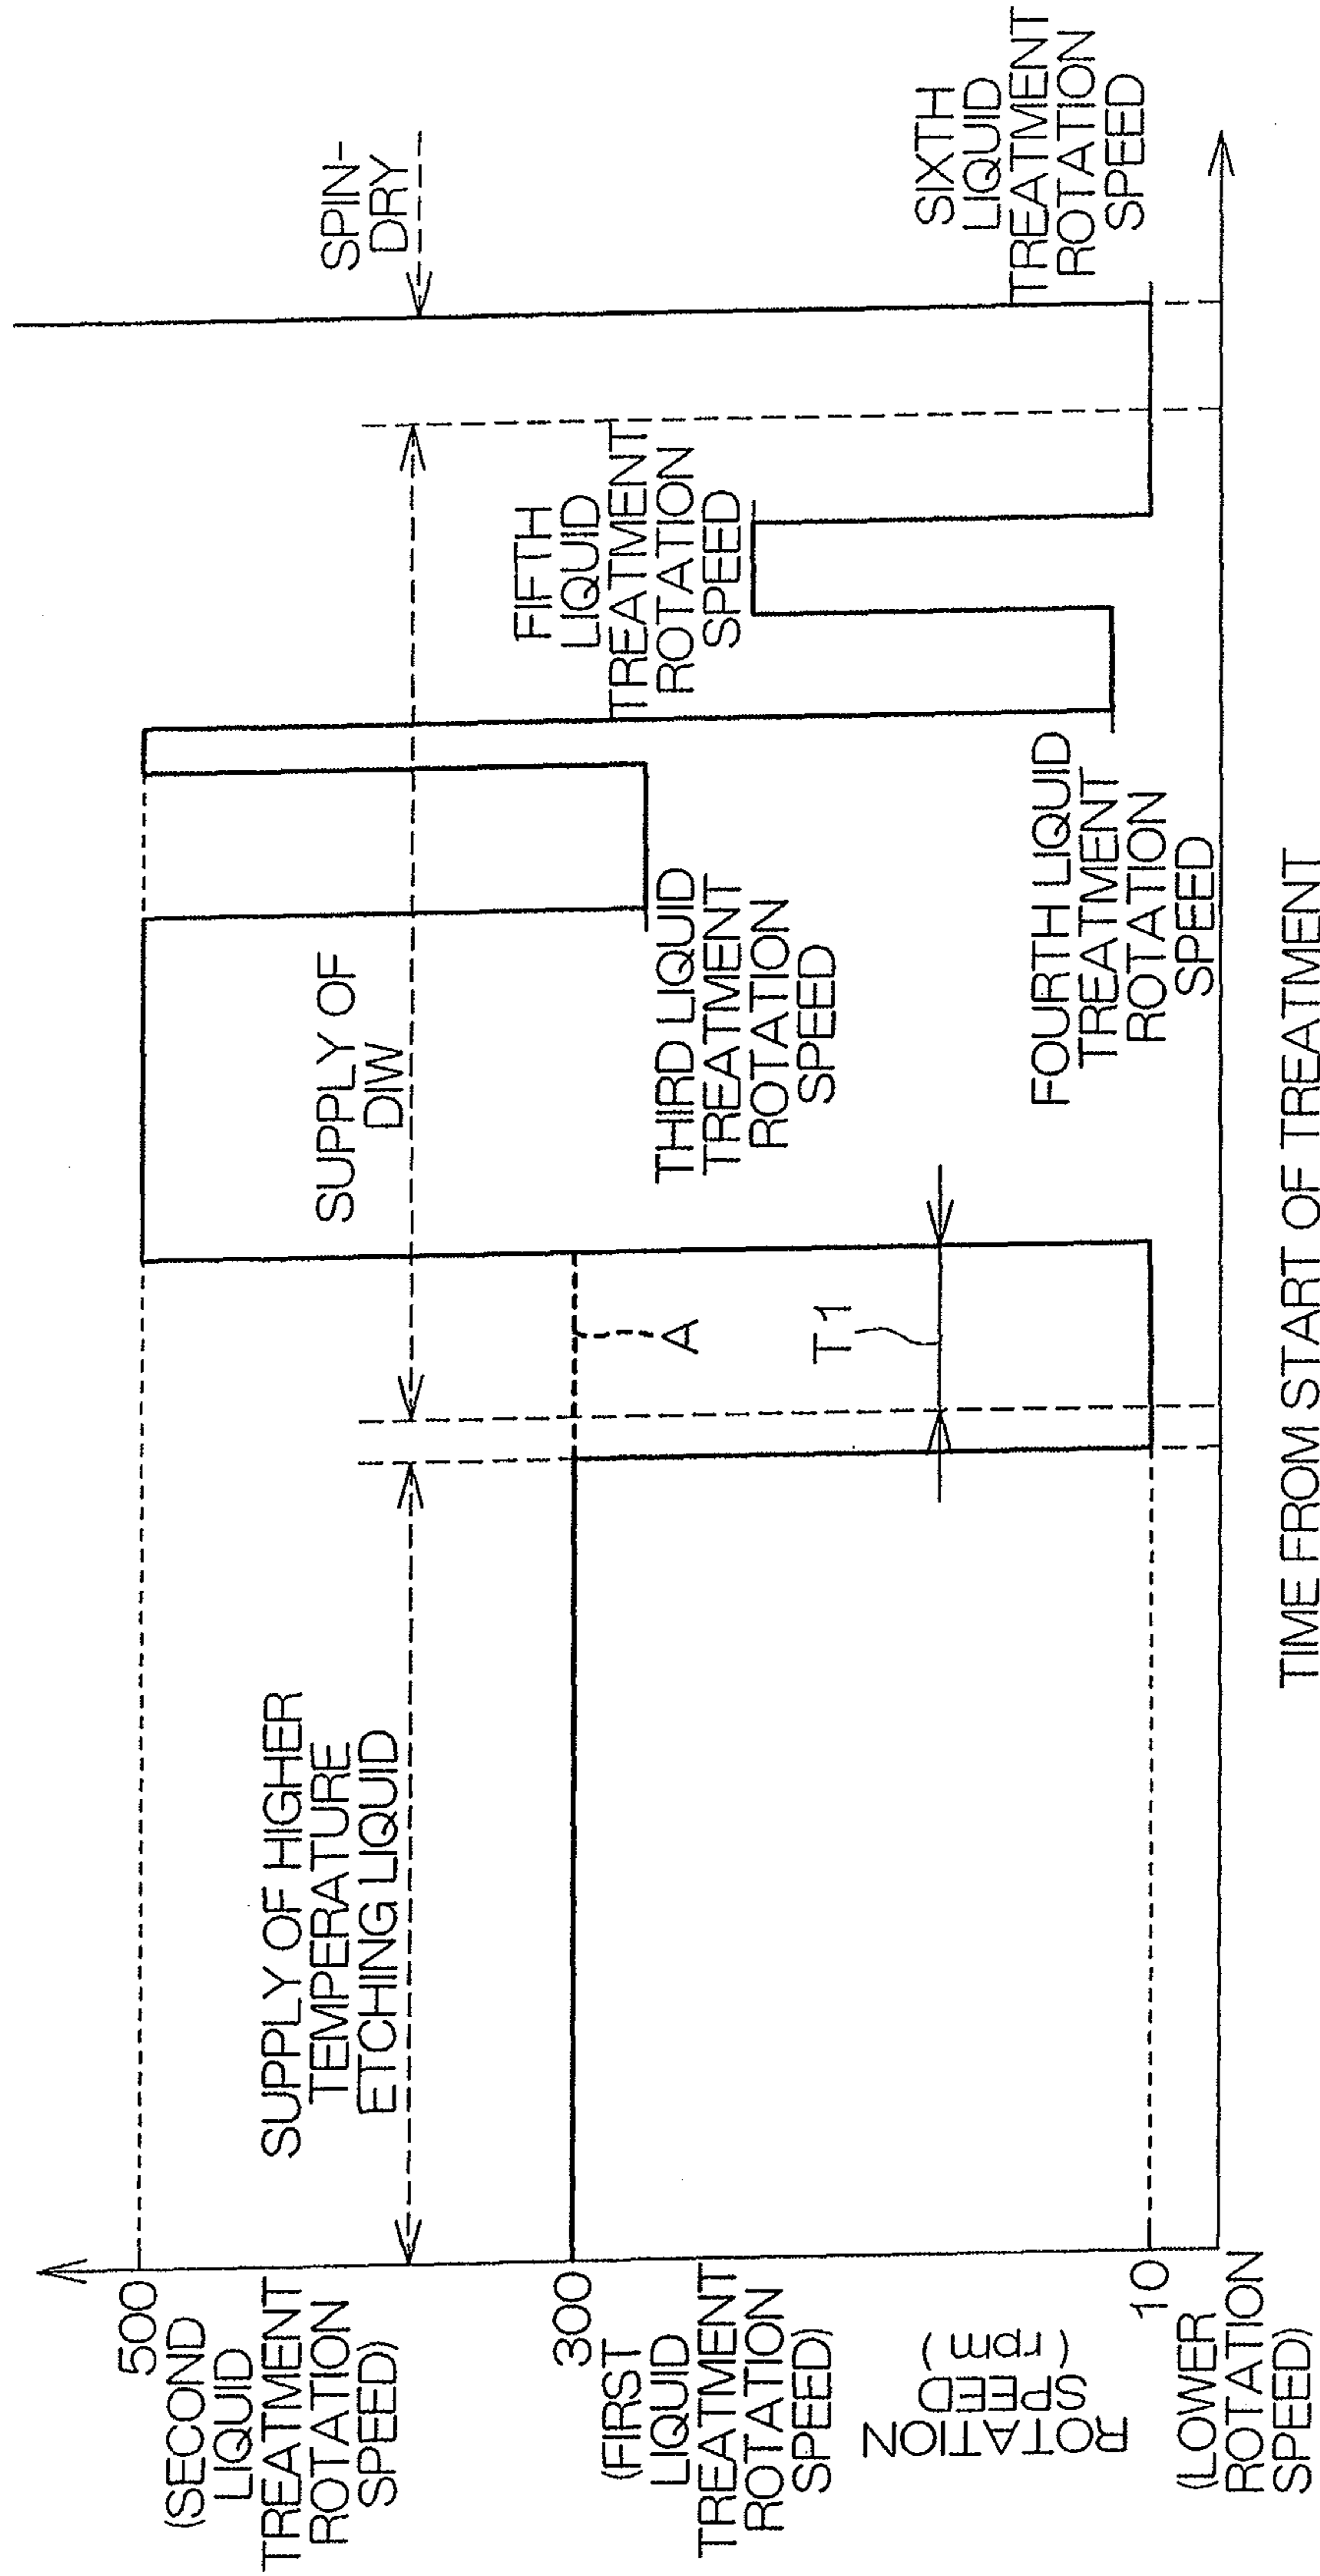 500
(SECOND
LIQUID
TREATMENT
ROTATION
SPEED)
300
(FIRST
LIQUID
TREATMENT
ROTATION
SPEED)
ROTATION
SPEED
(rpm)
10
(LOWER
ROTATION
SPEED)
SUPPLY OF HIGHER
TEMPERATURE
ETCHING LIQUID
A
T1
SUPPLY OF
DIW
THIRD LIQUID
TREATMENT
ROTATION
SPEED
FOURTH LIQUID
TREATMENT
ROTATION
SPEED
FIFTH
LIQUID
TREATMENT
ROTATION
SPEED
SPIN-
DRY
SIXTH
LIQUID
TREATMENT
ROTATION
SPEED
TIME FROM START OF TREATMENT